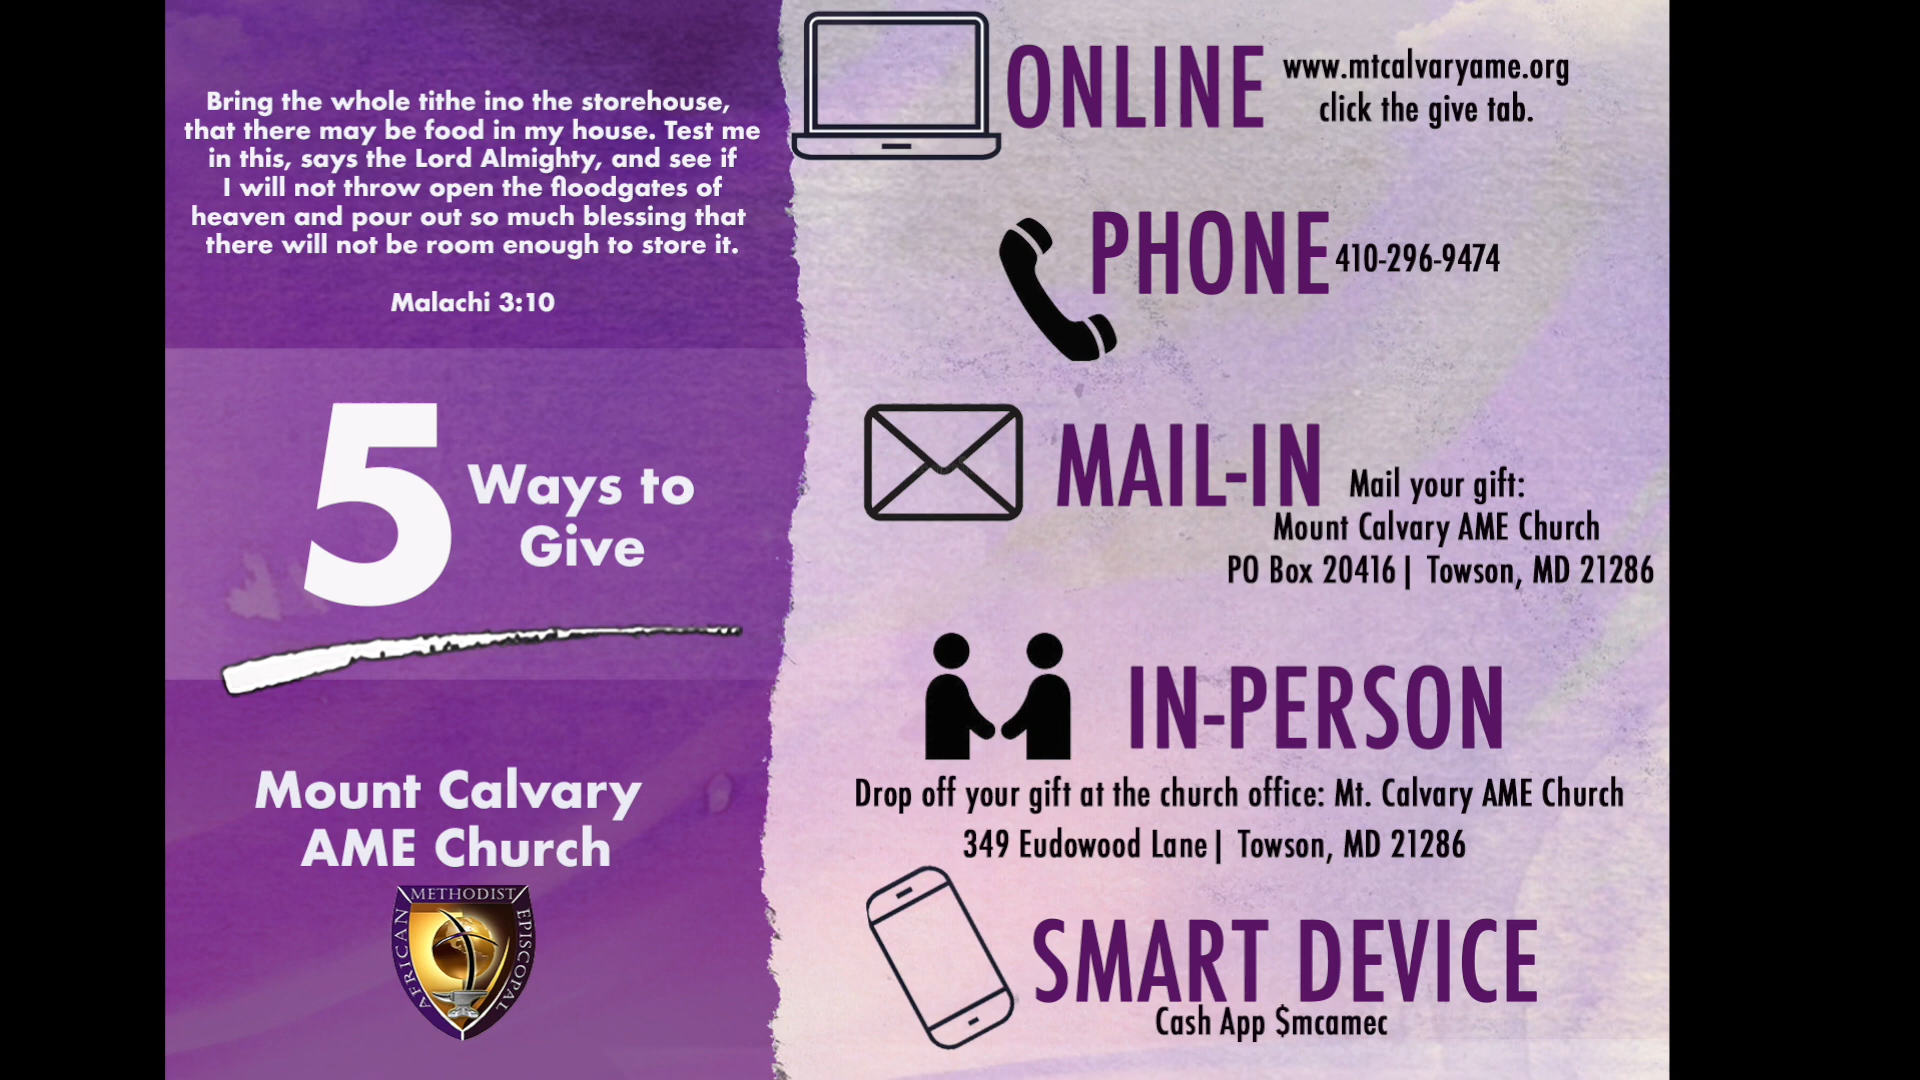 Bring the whole tithe ino the storehouse,
that there may be food in my house. Test me
in this, says the Lord Almighty, and see if
I will not throw open the floodgates of
heaven and pour out so much blessing that
there will not be room enough to store it.
Malachi 3:10
5 Ways to
Give
Mount Calvary
AME Church
AFRICAN METHODIST EPISCOPAL
ONLINE
www.mtcalvaryame.org
click the give tab.
PHONE 410-296-9474
MAIL-IN
Mail your gift:
Mount Calvary AME Church
PO Box 20416| Towson, MD 21286
IN-PERSON
Drop off your gift at the church office: Mt. Calvary AME Church
349 Eudowood Lane| Towson, MD 21286
SMART DEVICE
Cash App $mcamec